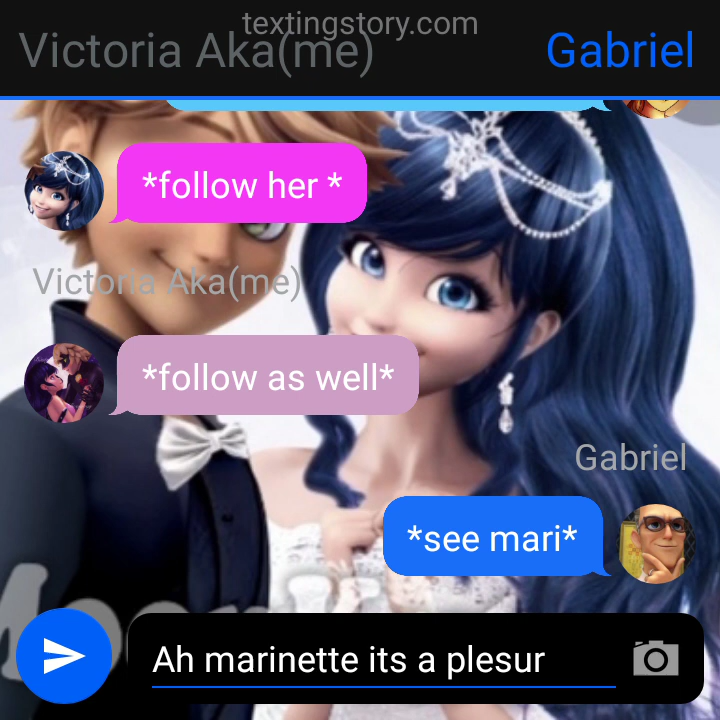 textingstory.com
Victoria Aka(me)
Gabriel
*follow her *
Victoria Aka(me)
*follow as well*
Gabriel
*see mari*
Ah marinette its a plesur